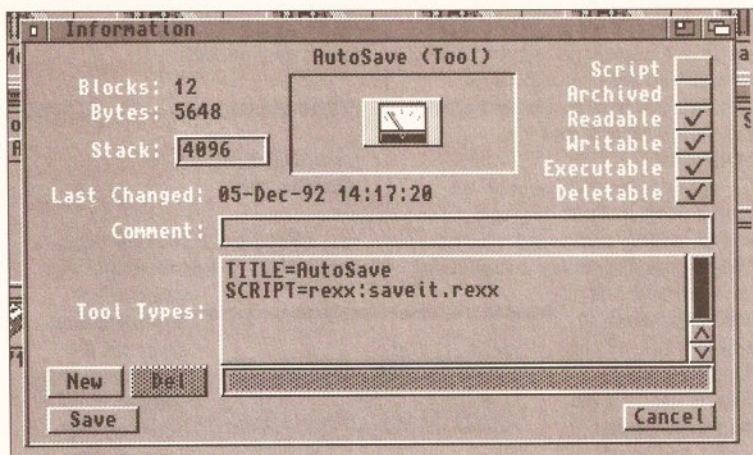 Information
AutoSave (Tool)
Blocks: 12
Bytes: 5648
Stack: 4096
Script
Archived
Readable
Writable
Executable
Deletable
Last Changed: 05-Dec-92 14:17:20
Comment:
Tool Types:
TITLE=AutoSave
SCRIPT=rexx:saveit.rexx
New
Del
Save
Cancel